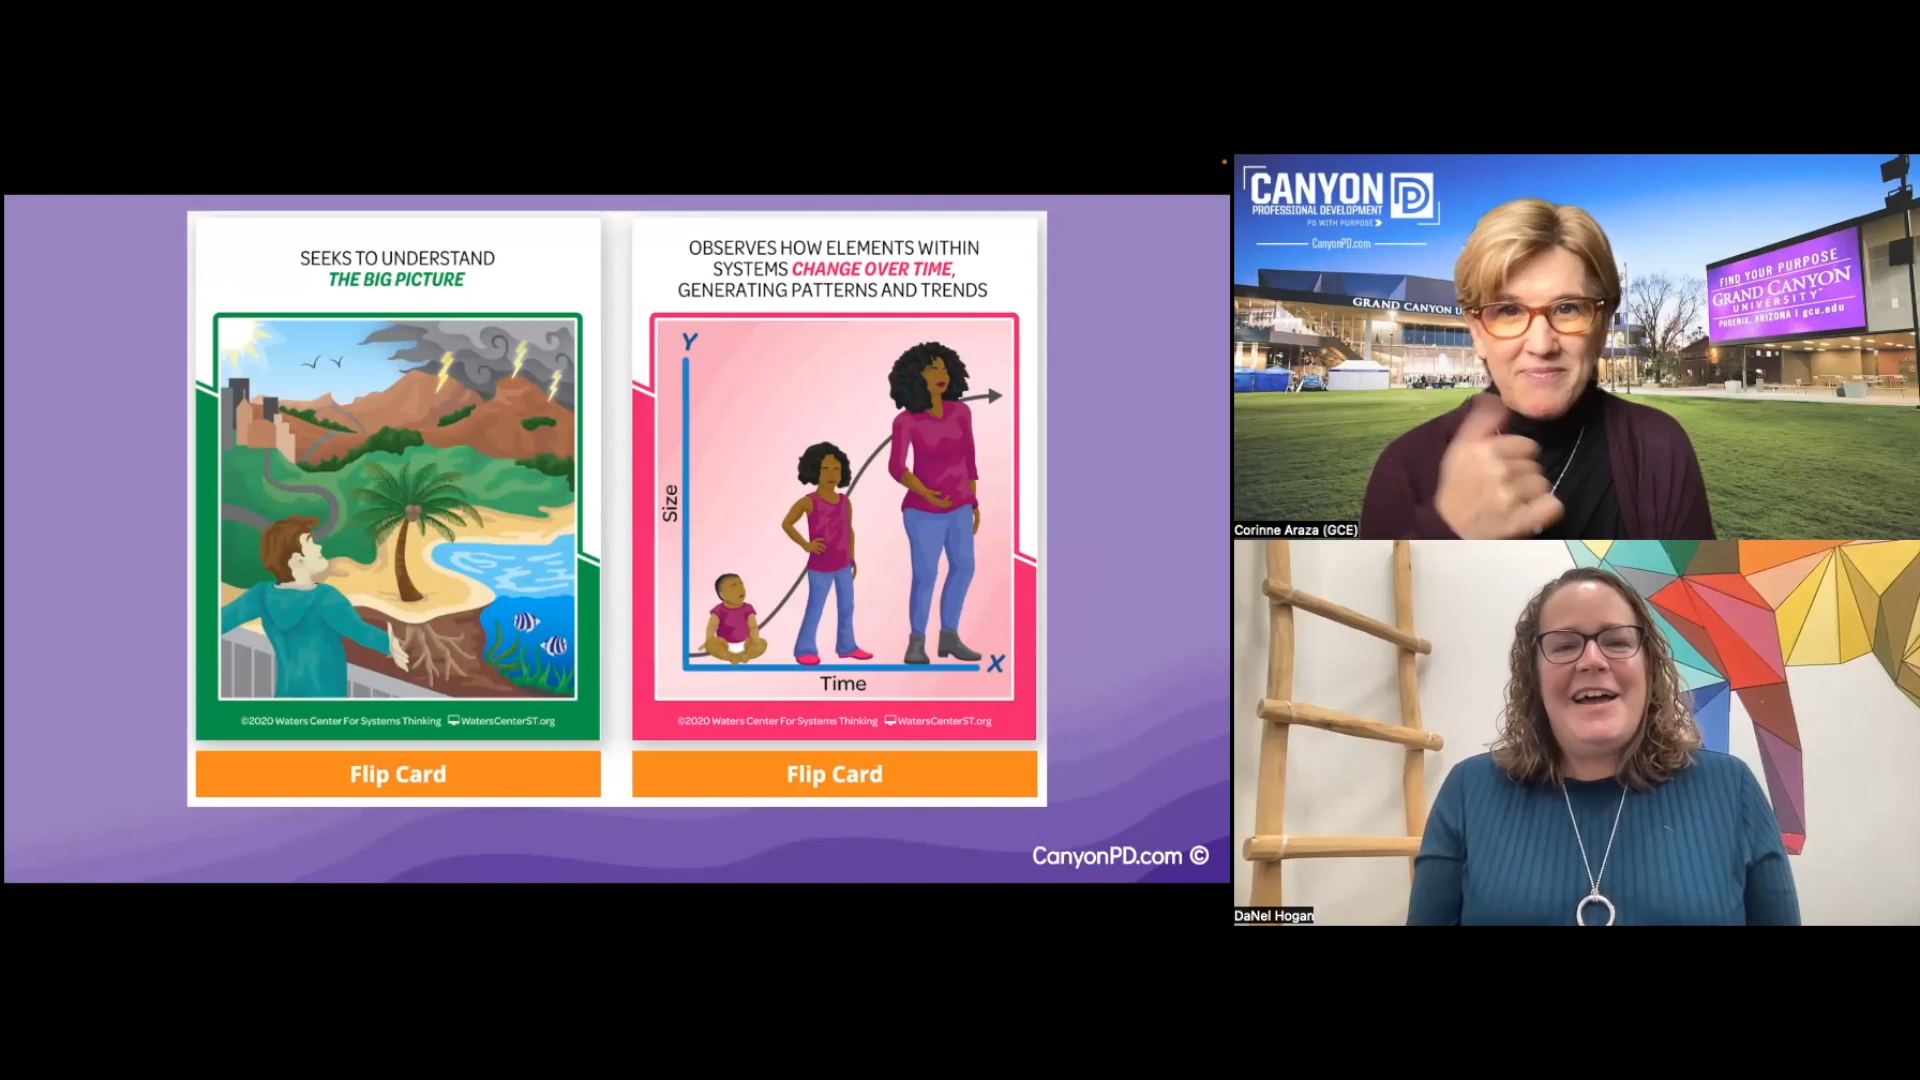 SEEKS TO UNDERSTAND
THE BIG PICTURE
©2020 Waters Center For Systems Thinking WatersCenterST.org
Flip Card
OBSERVES HOW ELEMENTS WITHIN
SYSTEMS CHANGE OVER TIME,
GENERATING PATTERNS AND TRENDS
Y
Size
X
Time
©2020 Waters Center For Systems Thinking WatersCenterST.org
Flip Card
CanyonPD.com ©
CANYON PD
PROFESSIONAL DEVELOPMENT
PD WITH PURPOSE
CanyonPD.com
GRAND CANYON U
FIND YOUR PURPOSE
GRAND CANYON
UNIVERSITY™
PHOENIX, ARIZONA | gcu.edu
Corinne Araza (GCE)
DaNel Hogan